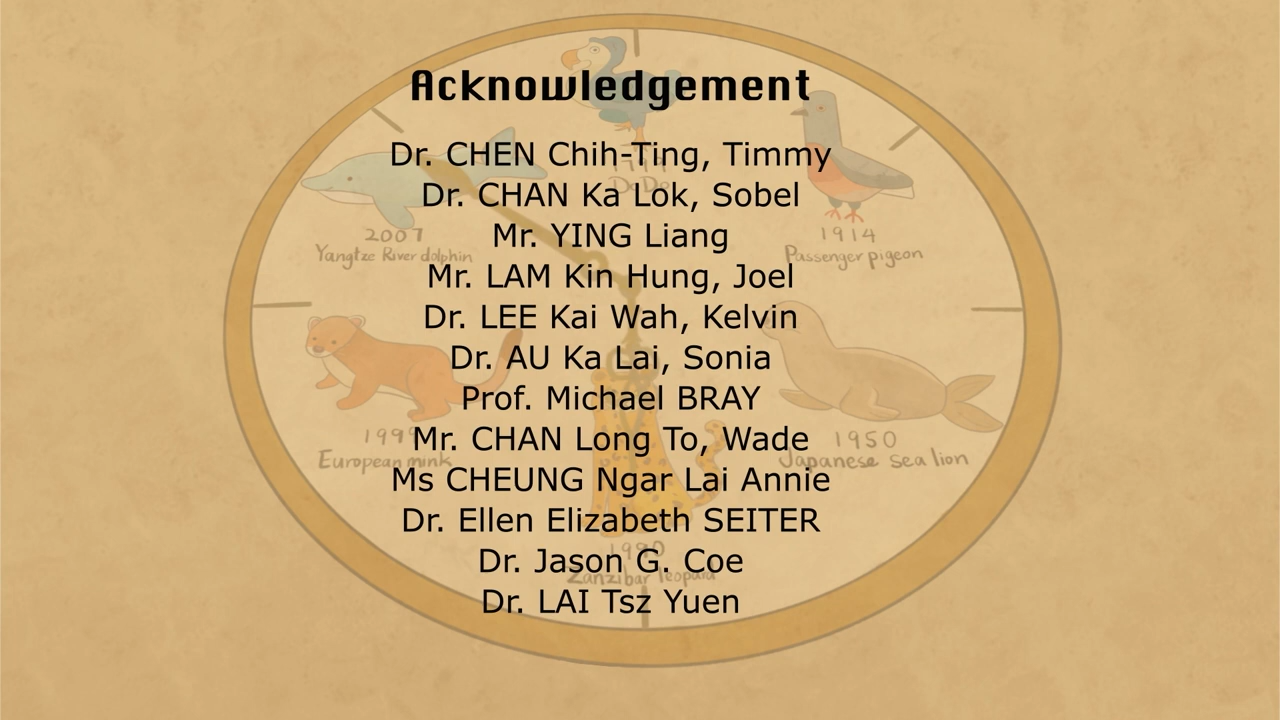 Acknowledgement
Dr. CHEN Chih-Ting, Timmy
Dr. CHAN Ka Lok, Sobel
Mr. YING Liang
Mr. LAM Kin Hung, Joel
Dr. LEE Kai Wah, Kelvin
Dr. AU Ka Lai, Sonia
Prof. Michael BRAY
Mr. CHAN Long To, Wade
Ms CHEUNG Ngar Lai Annie
Dr. Ellen Elizabeth SEITER
Dr. Jason G. Coe
Dr. LAI Tsz Yuen
DoDo
2007
Yangtze River dolphin
1914
Passenger pigeon
1999
European mink
1950
Japanese sea lion
1990
Zanzibar leopard